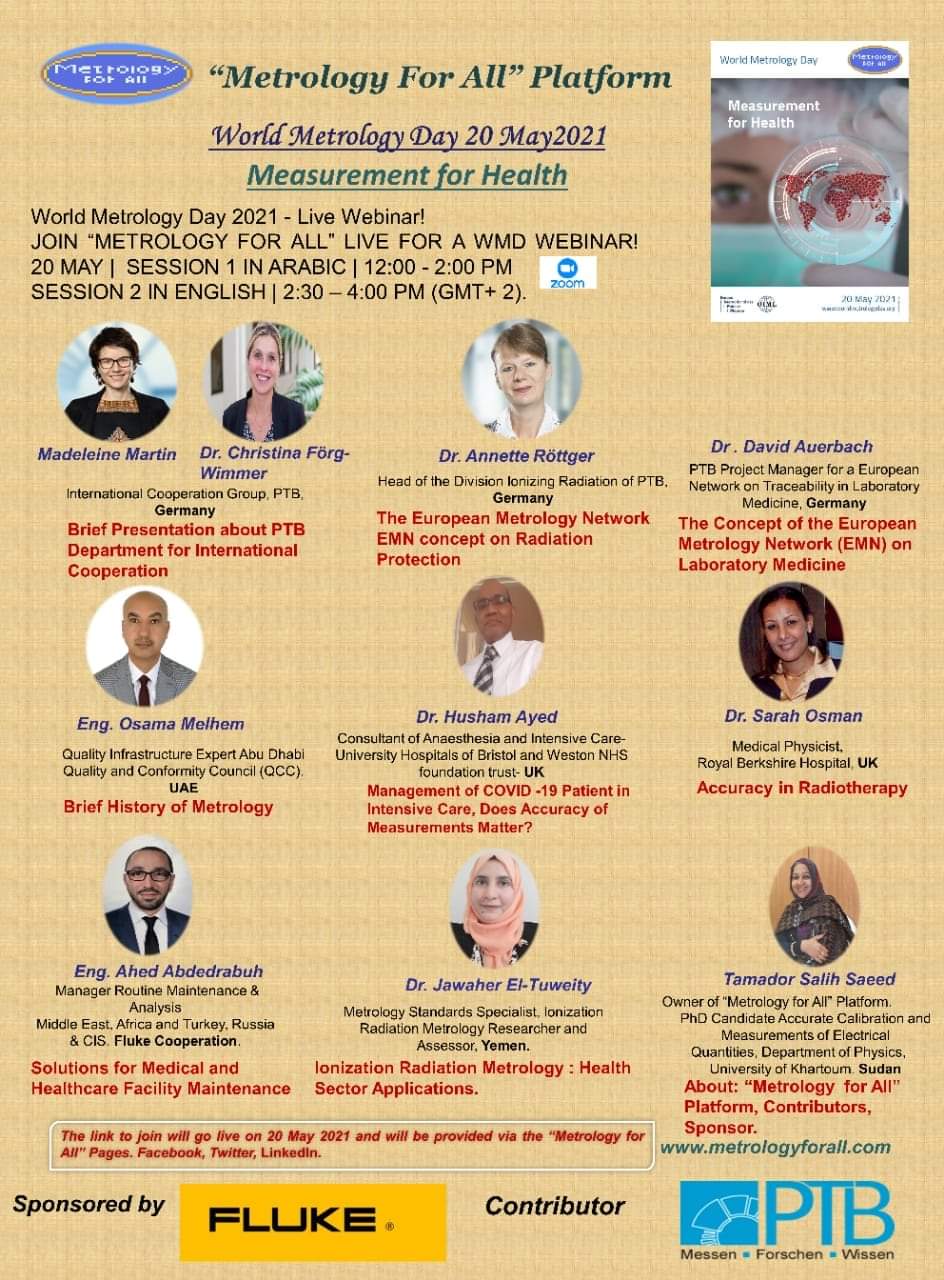 Metrology
For All
“Metrology For All” Platform
World Metrology Day 20 May2021
Measurement for Health
World Metrology Day
Metrology
For All
Measurement
for Health
20 May 2021
World Metrology Day 2021 - Live Webinar!
JOIN “METROLOGY FOR ALL” LIVE FOR A WMD WEBINAR!
20 MAY | SESSION 1 IN ARABIC | 12:00 - 2:00 PM
zoom
SESSION 2 IN ENGLISH | 2:30 – 4:00 PM (GMT+ 2).
Madeleine Martin
Dr. Christina Förg-
Wimmer
International Cooperation Group, PTB,
Germany
Brief Presentation about PTB
Department for International
Cooperation
Dr. Annette Röttger
Head of the Division Ionizing Radiation of PTB,
Germany
The European Metrology Network
EMN concept on Radiation
Protection
Dr . David Auerbach
PTB Project Manager for a European
Network on Traceability in Laboratory
Medicine, Germany
The Concept of the European
Metrology Network (EMN) on
Laboratory Medicine
Eng. Osama Melhem
Quality Infrastructure Expert Abu Dhabi
Quality and Conformity Council (QCC).
UAE
Brief History of Metrology
Dr. Husham Ayed
Consultant of Anaesthesia and Intensive Care-
University Hospitals of Bristol and Weston NHS
foundation trust- UK
Management of COVID -19 Patient in
Intensive Care, Does Accuracy of
Measurements Matter?
Dr. Sarah Osman
Medical Physicist,
Royal Berkshire Hospital, UK
Accuracy in Radiotherapy
Eng. Ahed Abdedrabuh
Manager Routine Maintenance &
Analysis
Middle East, Africa and Turkey, Russia
& CIS. Fluke Cooperation.
Solutions for Medical and
Healthcare Facility Maintenance
Dr. Jawaher El-Tuweity
Metrology Standards Specialist, Ionization
Radiation Metrology Researcher and
Assessor, Yemen.
Ionization Radiation Metrology : Health
Sector Applications.
Tamador Salih Saeed
Owner of “Metrology for All” Platform.
PhD Candidate Accurate Calibration and
Measurements of Electrical
Quantities, Department of Physics,
University of Khartoum. Sudan
About: “Metrology for All”
Platform, Contributors,
Sponsor.
www.metrologyforall.com
The link to join will go live on 20 May 2021 and will be provided via the “Metrology for
All” Pages. Facebook, Twitter, LinkedIn.
Sponsored by
FLUKE ®
Contributor
PTB
Messen ▪ Forschen ▪ Wissen